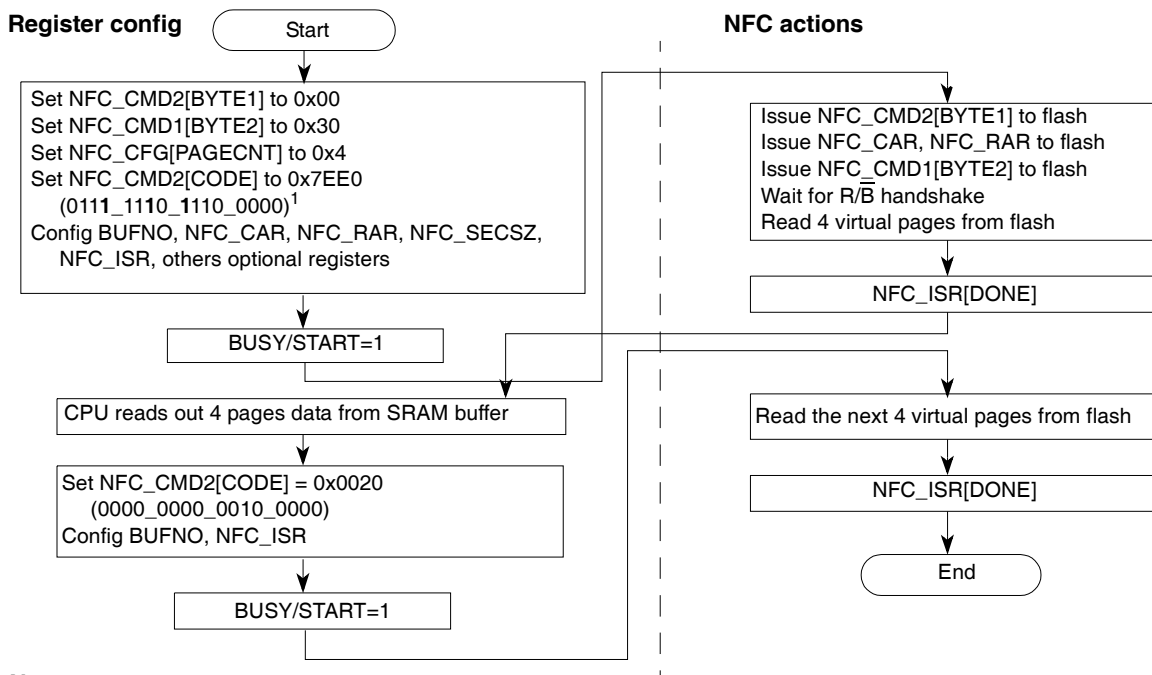 Register config
Start
Set NFC_CMD2[BYTE1] to 0x00
Set NFC_CMD1[BYTE2] to 0x30
Set NFC_CFG[PAGECNT] to 0x4
Set NFC_CMD2[CODE] to 0x7EE0
(0111_1110_1110_0000)1
Config BUFNO, NFC_CAR, NFC_RAR, NFC_SECSZ,
NFC_ISR, others optional registers
BUSY/START=1
CPU reads out 4 pages data from SRAM buffer
Set NFC_CMD2[CODE] = 0x0020
(0000_0000_0010_0000)
Config BUFNO, NFC_ISR
BUSY/START=1
NFC actions
Issue NFC_CMD2[BYTE1] to flash
Issue NFC_CAR, NFC_RAR to flash
Issue NFC_CMD1[BYTE2] to flash
Wait for R/B̅ handshake
Read 4 virtual pages from flash
NFC_ISR[DONE]
Read the next 4 virtual pages from flash
NFC_ISR[DONE]
End